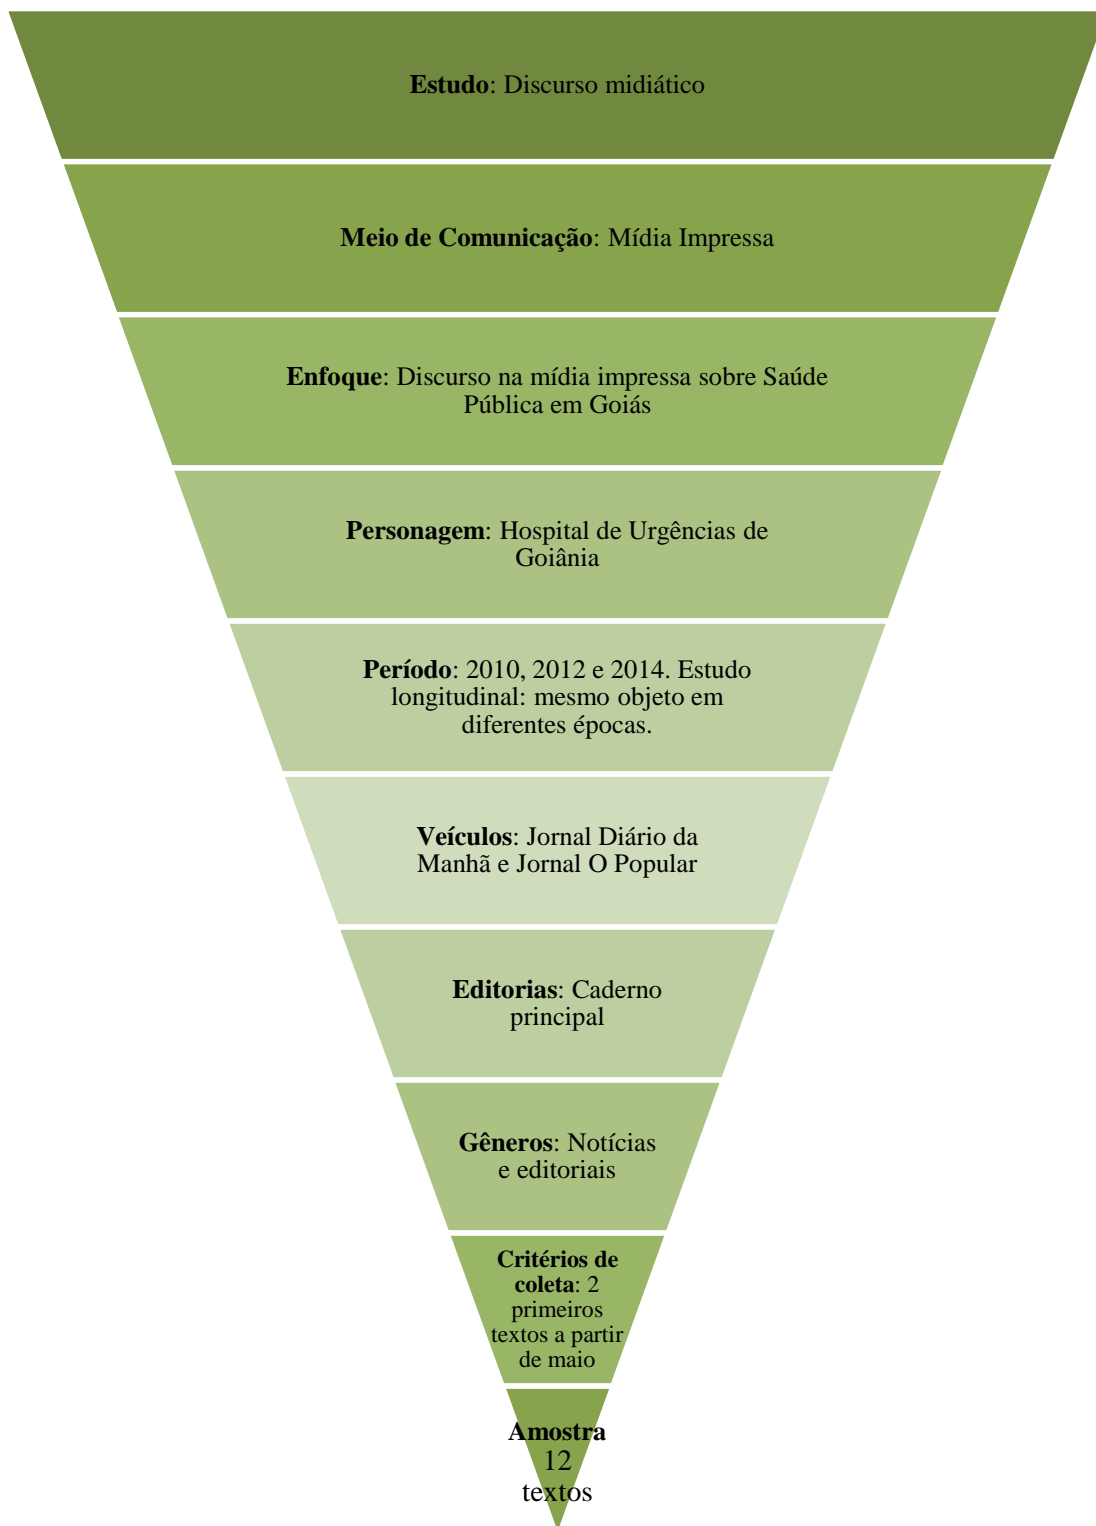 Estudo: Discurso midiático
Meio de Comunicação: Mídia Impressa
Enfoque: Discurso na mídia impressa sobre Saúde
Pública em Goiás
Personagem: Hospital de Urgências de
Goiânia
Período: 2010, 2012 e 2014. Estudo
longitudinal: mesmo objeto em
diferentes épocas.
Veículos: Jornal Diário da
Manhã e Jornal O Popular
Editorias: Caderno
principal
Gêneros: Notícias
e editoriais
Critérios de
coleta: 2
primeiros
textos a partir
de maio
Amostra
12
textos